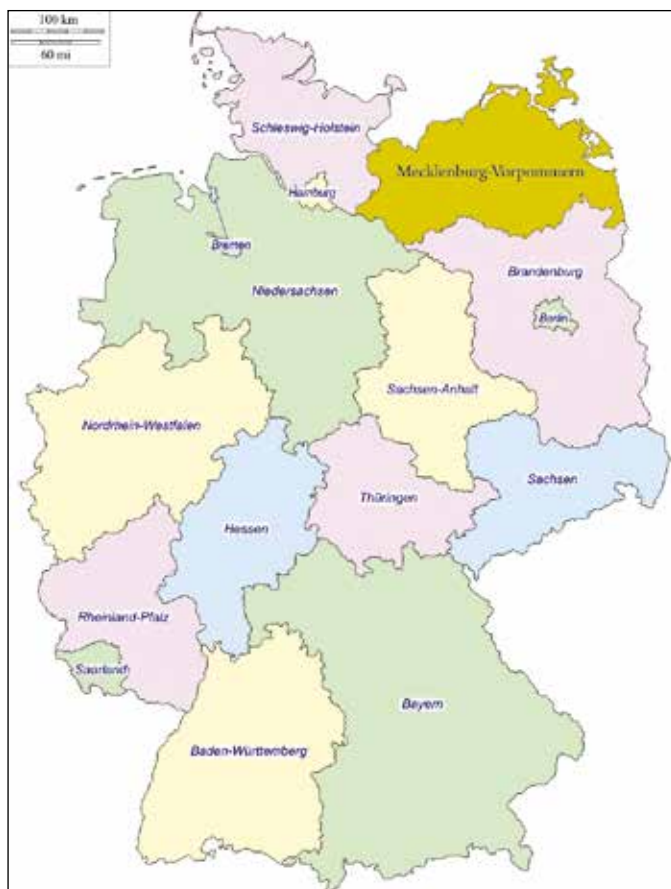 100 km
60 mi
Schleswig-Holstein
Mecklenburg-Vorpommern
Hamburg
Bremen
Brandenburg
Niedersachsen
Berlin
Sachsen-Anhalt
Nordrhein-Westfalen
Sachsen
Thüringen
Hessen
Rheinland-Pfalz
Saarland
Bayern
Baden-Württemberg